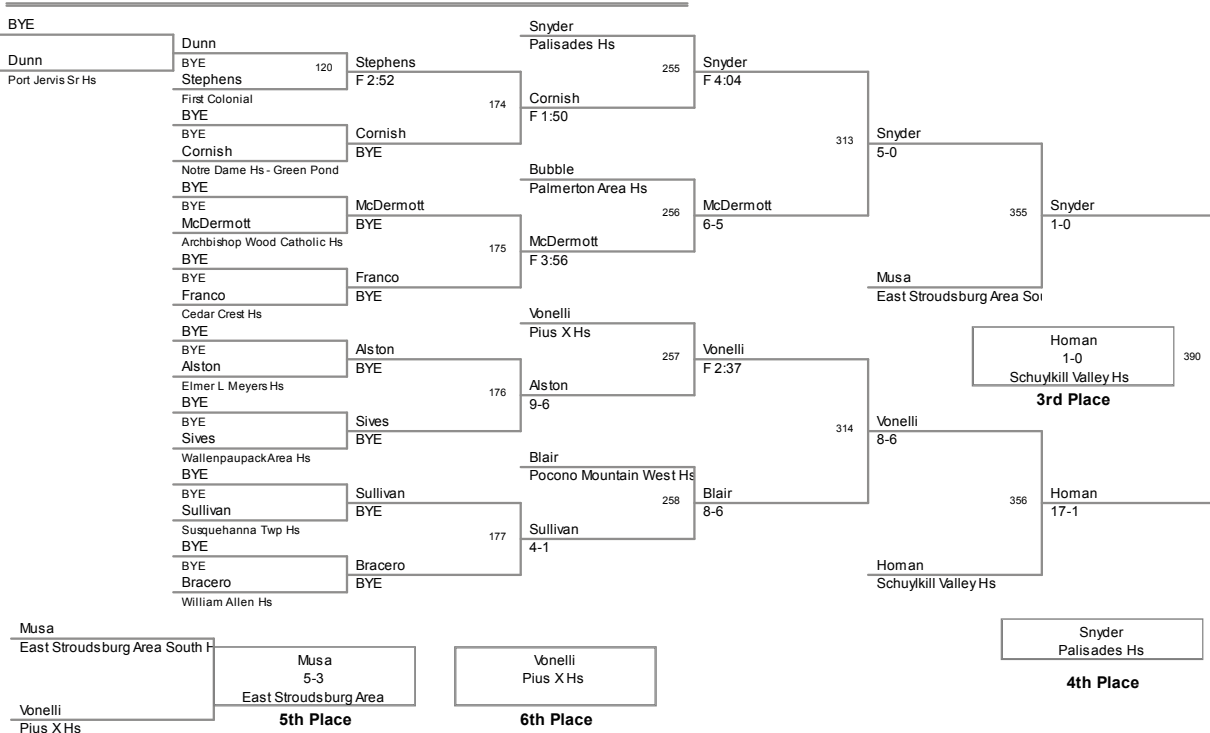 BYE
Dunn
Port Jervis Sr Hs
Dunn
BYE
120
Stephens
First Colonial
BYE
BYE
Cornish
Notre Dame Hs - Green Pond
BYE
BYE
McDermott
Archbishop Wood Catholic Hs
BYE
BYE
Franco
Cedar Crest Hs
BYE
BYE
Alston
Elmer L Meyers Hs
BYE
BYE
Sives
Wallenpaupack Area Hs
BYE
BYE
Sullivan
Susquehanna Twp Hs
BYE
BYE
Bracero
William Allen Hs
Stephens
F 2:52
174
Cornish
BYE
McDermott
BYE
175
Franco
BYE
Alston
BYE
176
Sives
BYE
Sullivan
BYE
177
Bracero
BYE
Snyder
Palisades Hs
255
Cornish
F 1:50
Bubble
Palmerton Area Hs
256
McDermott
F 3:56
Vonelli
Pius X Hs
257
Alston
9-6
Blair
Pocono Mountain West Hs
258
Sullivan
4-1
Snyder
F 4:04
313
McDermott
6-5
Vonelli
F 2:37
314
Blair
8-6
Snyder
5-0
355
Musa
East Stroudsburg Area Sou
Vonelli
8-6
356
Homan
Schuylkill Valley Hs
Snyder
1-0
Homan
1-0
Schuylkill Valley Hs
390
3rd Place
Homan
17-1
Snyder
Palisades Hs
4th Place
Musa
East Stroudsburg Area South H
Vonelli
Pius X Hs
Musa
5-3
East Stroudsburg Area
5th Place
Vonelli
Pius X Hs
6th Place